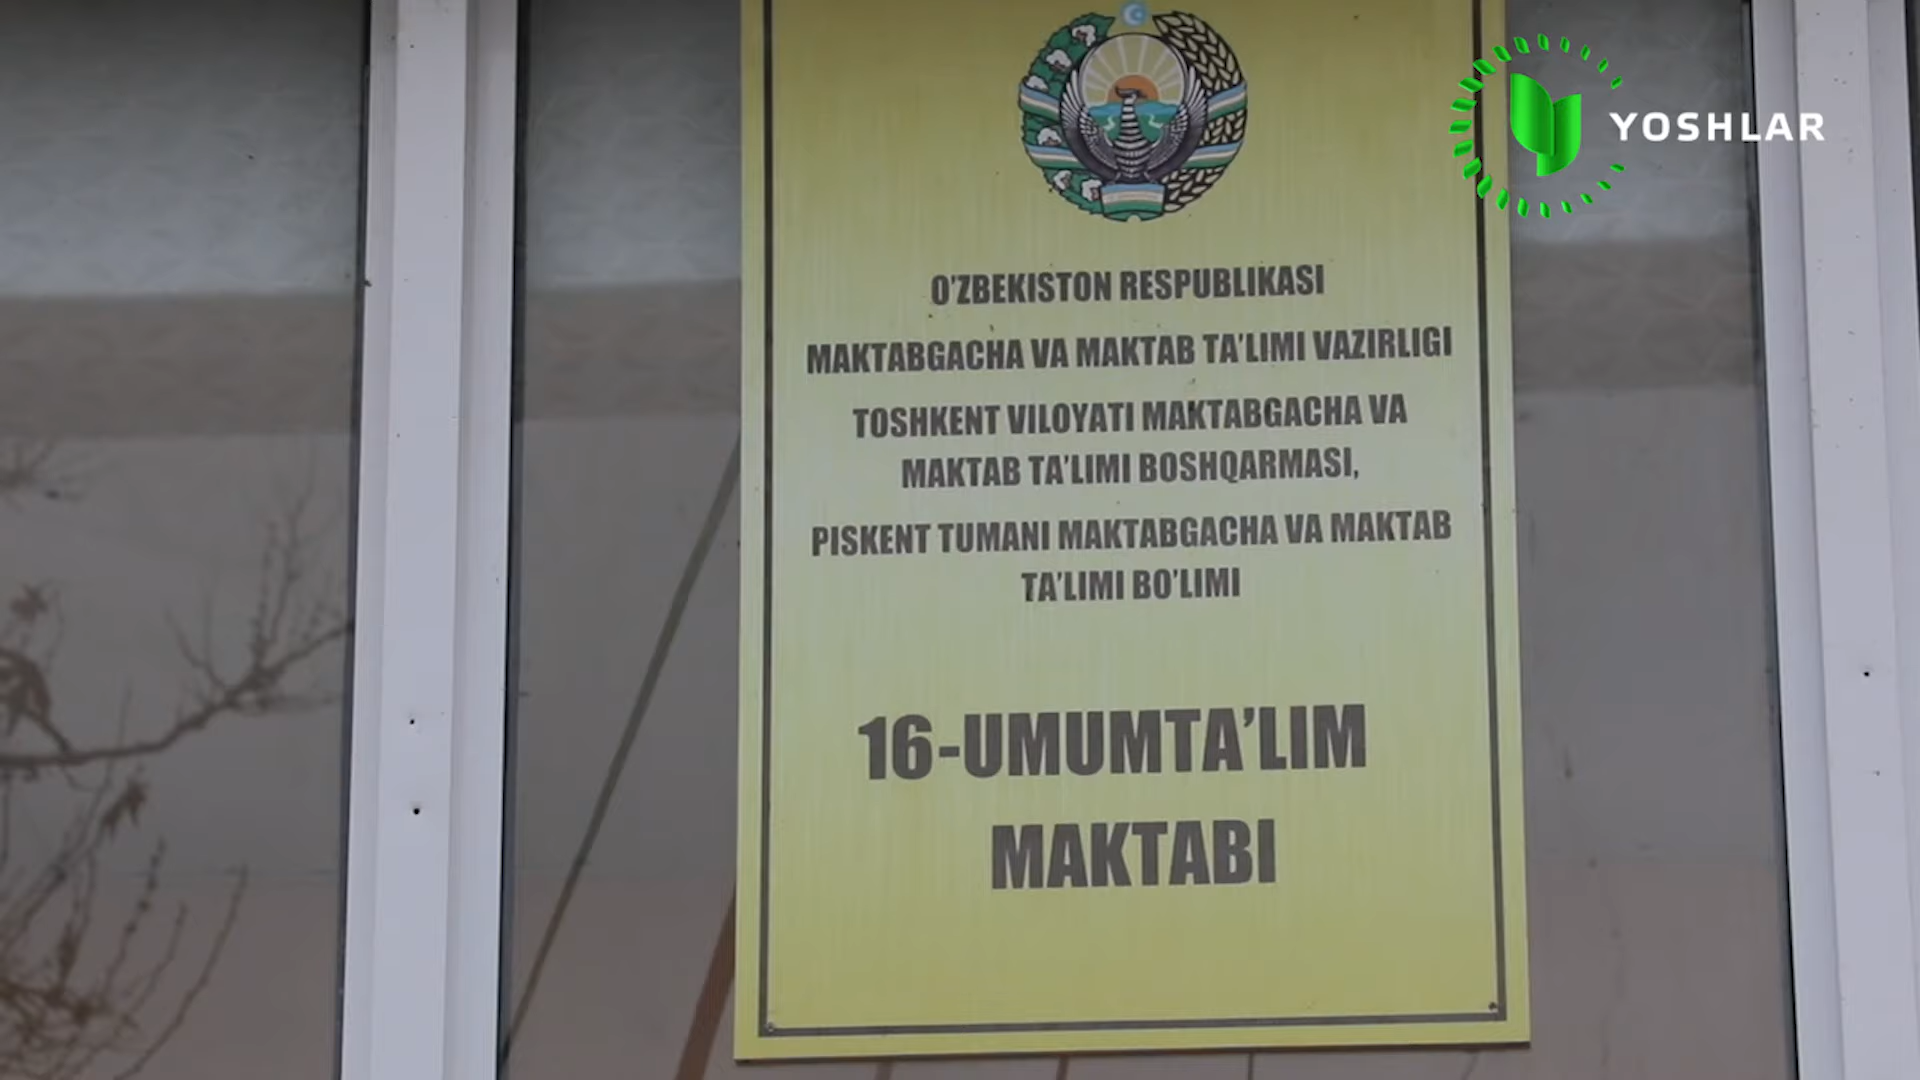 YOSHLAR
O'ZBEKISTON RESPUBLIKASI
MAKTABGACHA VA MAKTAB TA'LIMI VAZIRLIGI
TOSHKENT VILOYATI MAKTABGACHA VA
MAKTAB TA'LIMI BOSHQARMASI,
PISKENT TUMANI MAKTABGACHA VA MAKTAB
TA'LIMI BO'LIMI
16-UMUMTA'LIM
MAKTABI